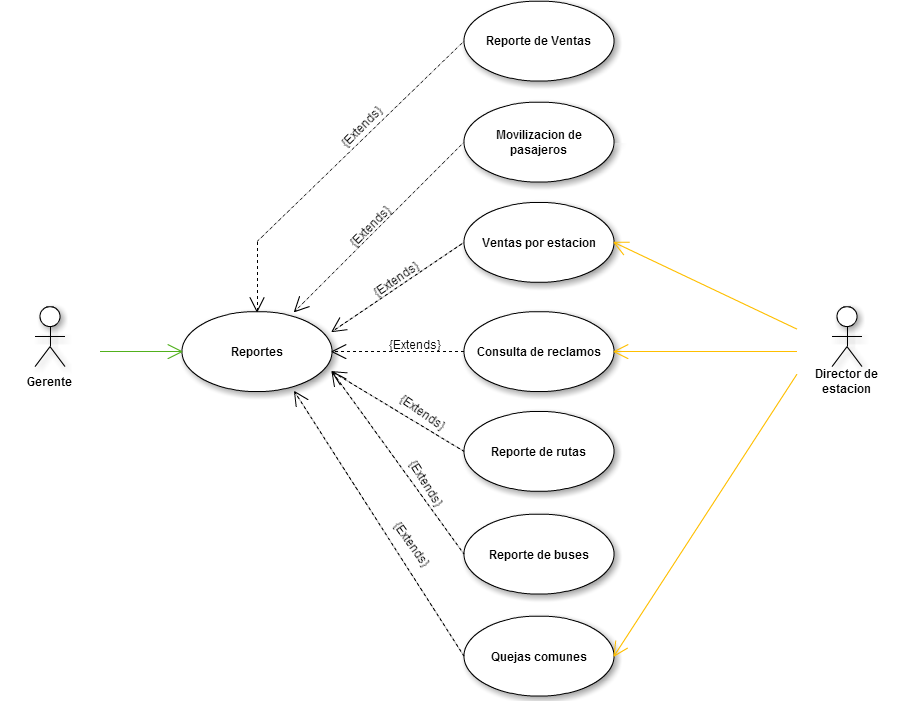 Reporte de Ventas
{Extends}
Movilizacion de
pasajeros
{Extends}
Ventas por estacion
{Extends}
Gerente
Reportes
{Extends}
Consulta de reclamos
Director de
estacion
{Extends}
Reporte de rutas
{Extends}
Reporte de buses
{Extends}
Quejas comunes